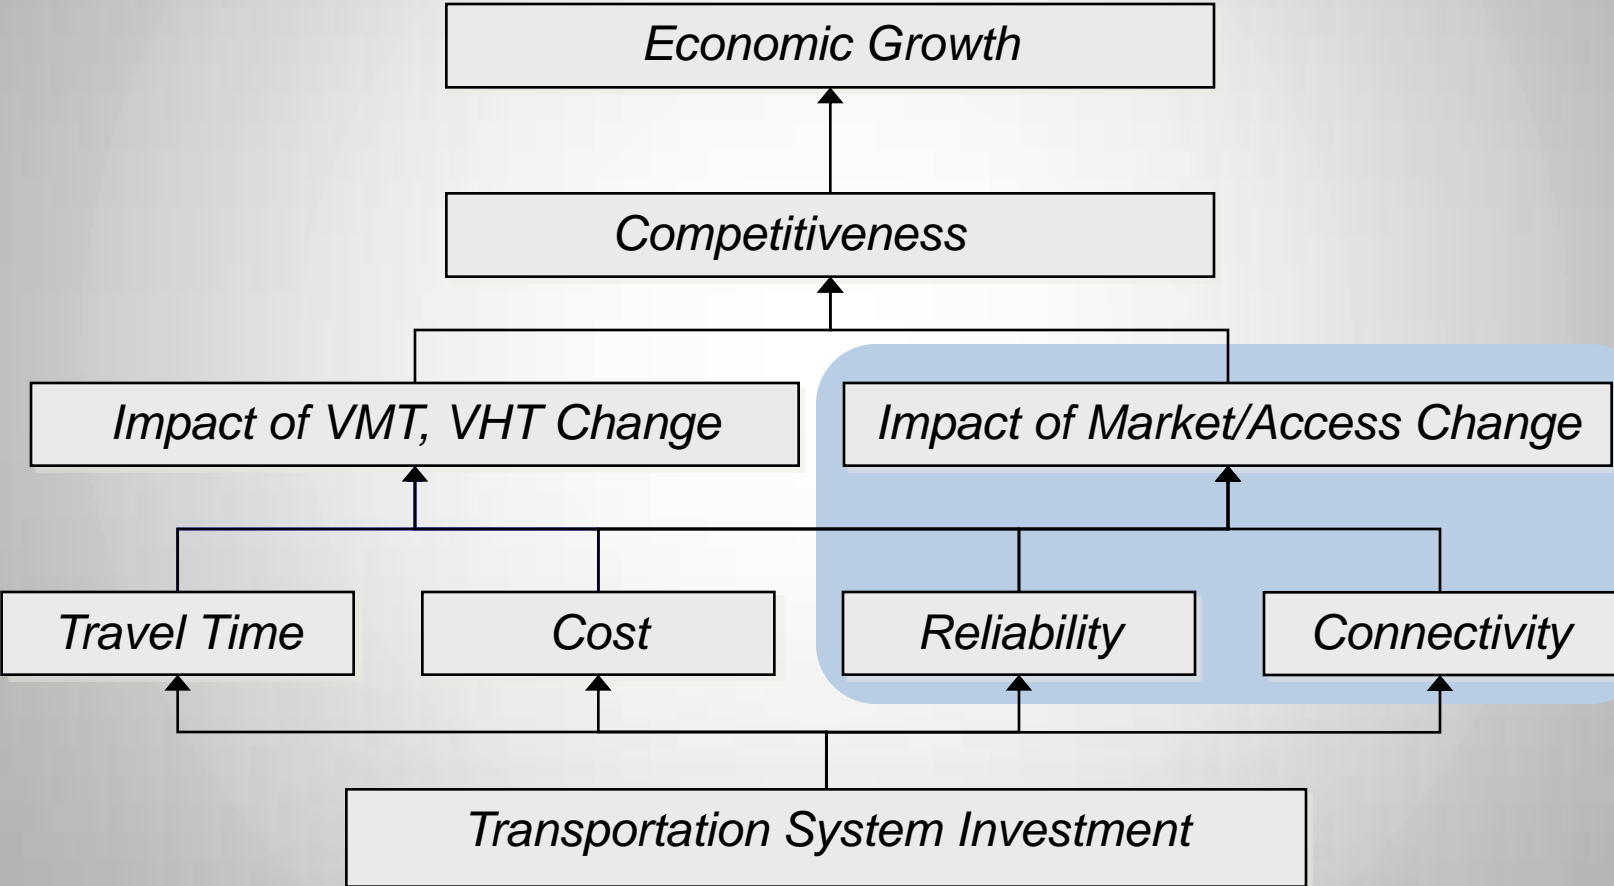 Economic Growth
Competitiveness
Impact of VMT, VHT Change
Impact of Market/Access Change
Travel Time
Cost
Reliability
Connectivity
Transportation System Investment